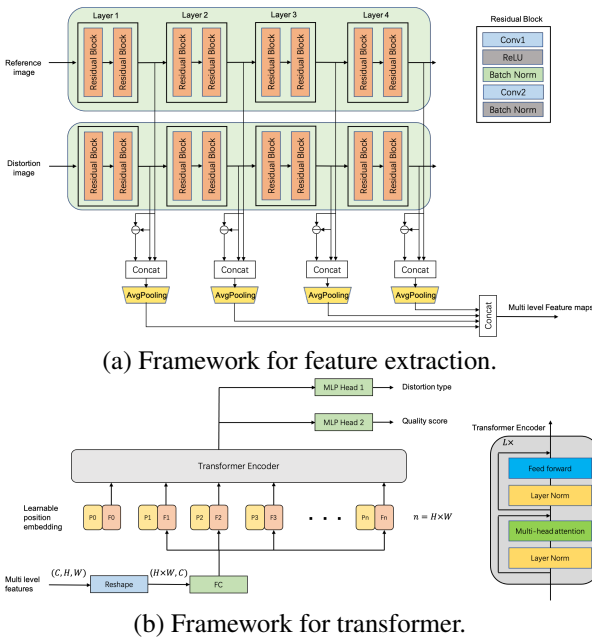 Layer 1
Layer 2
Layer 3
Layer 4
Residual Block
Reference image
Residual Block
Residual Block
Residual Block
Residual Block
Residual Block
Residual Block
Residual Block
Residual Block
Conv1
ReLU
Batch Norm
Conv2
Batch Norm
Distortion image
Residual Block
Residual Block
Residual Block
Residual Block
Residual Block
Residual Block
Residual Block
Residual Block
Concat
Concat
Concat
Concat
AvgPooling
AvgPooling
AvgPooling
AvgPooling
Concat
Multi level Feature maps
(a) Framework for feature extraction.
MLP Head 1
Distortion type
MLP Head 2
Quality score
Transformer Encoder
Learnable position embedding
P0 F0
P1 F1
P2 F2
P3 F3
. . .
Pn Fn
n = H×W
Multi level features
(C, H, W)
Reshape
(H×W, C)
FC
Transformer Encoder
L×
Feed forward
Layer Norm
Multi-head attention
Layer Norm
(b) Framework for transformer.